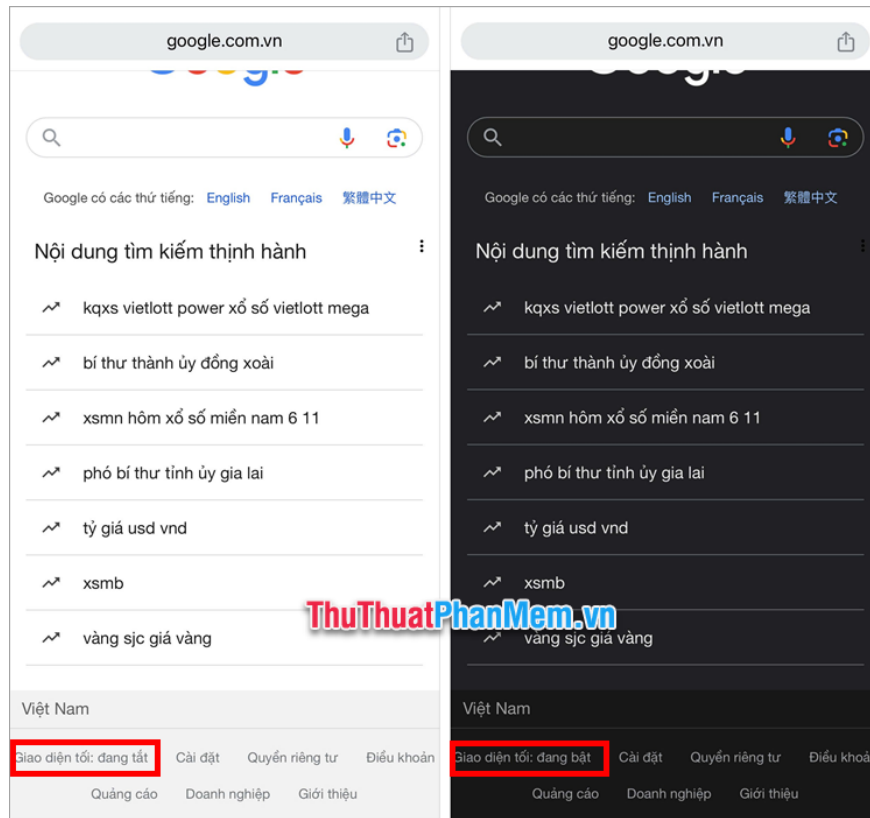 google.com.vn
Google
Google có các thứ tiếng: English Français 繁體中文
Nội dung tìm kiếm thịnh hành
kqxs vietlott power xổ số vietlott mega
bí thư thành ủy đồng xoài
xsmn hôm xổ số miền nam 6 11
phó bí thư tỉnh ủy gia lai
tỷ giá usd vnd
xsmb
vàng sjc giá vàng
Việt Nam
Giao diện tối: đang tắt Cài đặt Quyền riêng tư Điều khoản
Quảng cáo Doanh nghiệp Giới thiệu
google.com.vn
Google
Google có các thứ tiếng: English Français 繁體中文
Nội dung tìm kiếm thịnh hành
kqxs vietlott power xổ số vietlott mega
bí thư thành ủy đồng xoài
xsmn hôm xổ số miền nam 6 11
phó bí thư tỉnh ủy gia lai
tỷ giá usd vnd
xsmb
vàng sjc giá vàng
Việt Nam
Giao diện tối: đang bật Cài đặt Quyền riêng tư Điều khoả
Quảng cáo Doanh nghiệp Giới thiệu
ThuThuatPhanMem.vn